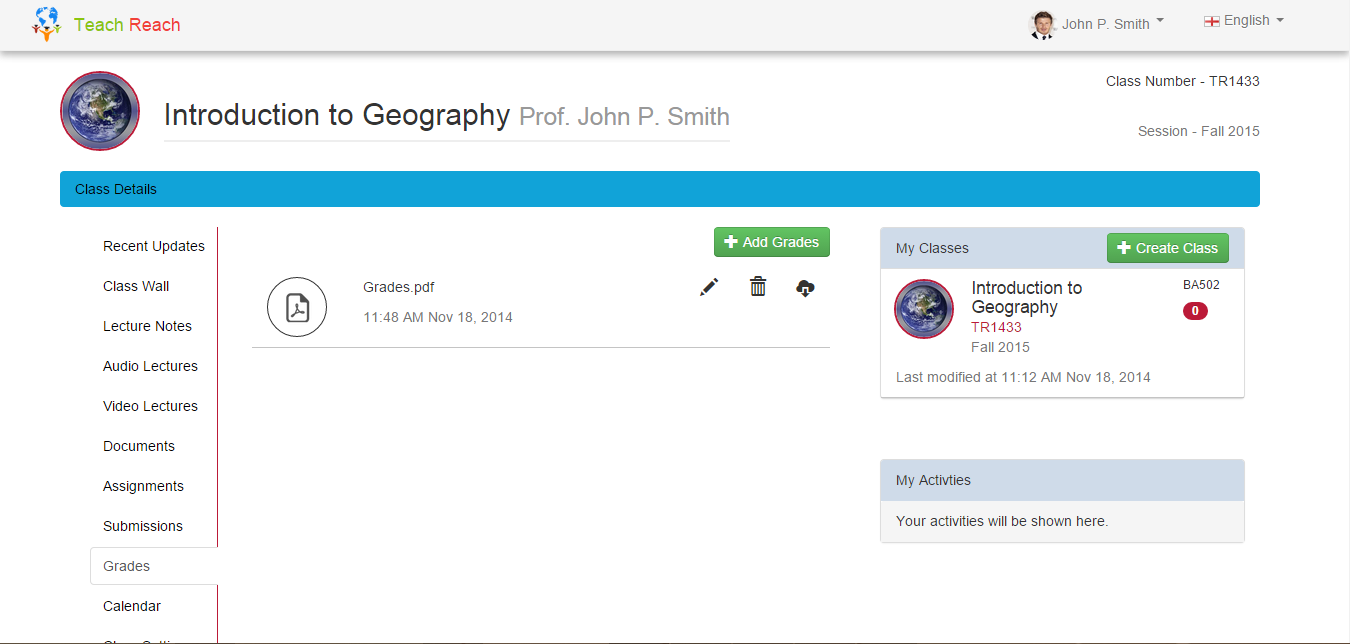 Teach Reach
John P. Smith
English
Introduction to Geography Prof. John P. Smith
Class Number - TR1433
Session - Fall 2015
Class Details
Recent Updates
Class Wall
Lecture Notes
Audio Lectures
Video Lectures
Documents
Assignments
Submissions
Grades
Calendar
Add Grades
Grades.pdf
11:48 AM Nov 18, 2014
My Classes
Create Class
Introduction to
Geography
TR1433
Fall 2015
BA502
0
Last modified at 11:12 AM Nov 18, 2014
My Activties
Your activities will be shown here.